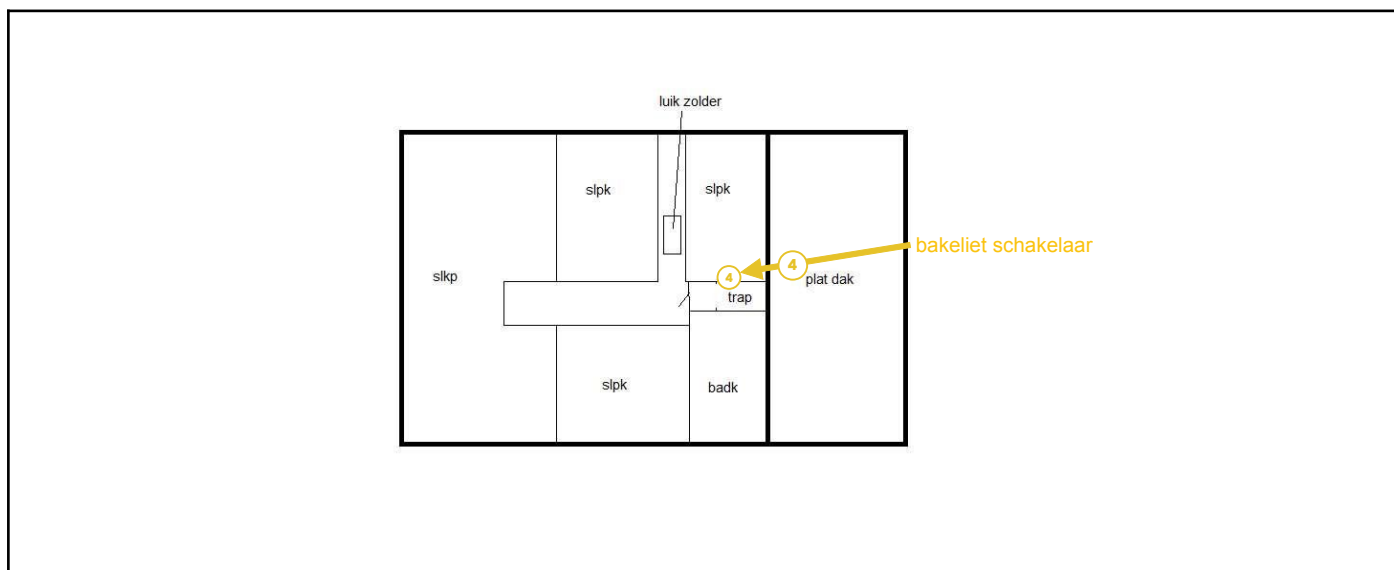 luik zolder
slpk
slpk
bakeliet schakelaar
4
slkp
4
plat dak
trap
slpk
badk